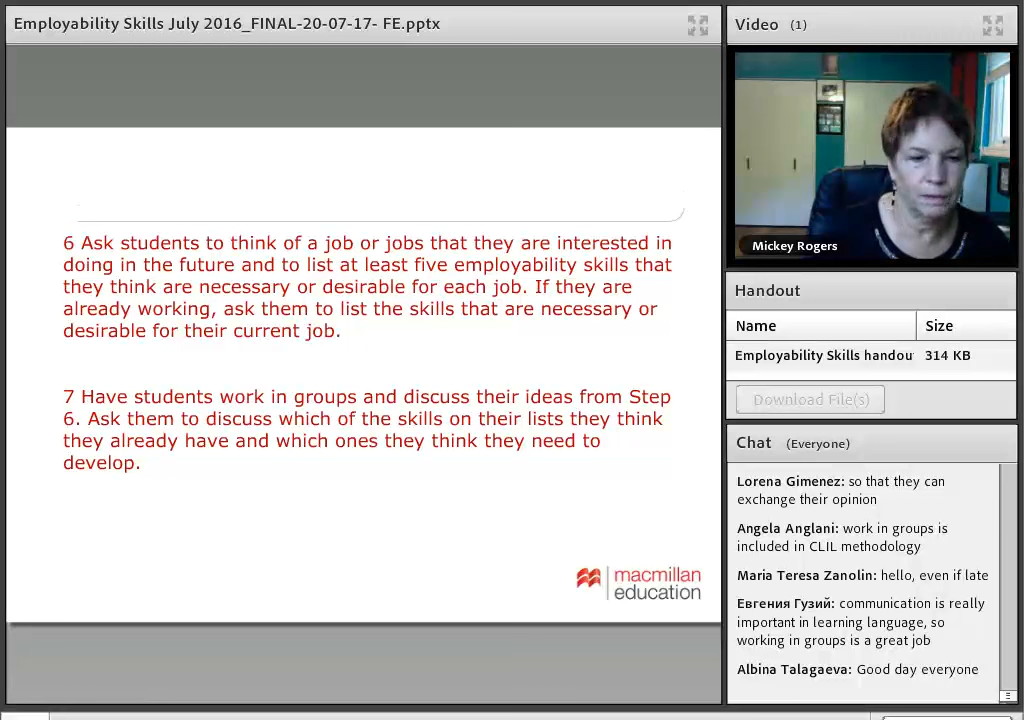 Employability Skills July 2016_FINAL-20-07-17- FE.pptx
6 Ask students to think of a job or jobs that they are interested in
doing in the future and to list at least five employability skills that
they think are necessary or desirable for each job. If they are
already working, ask them to list the skills that are necessary or
desirable for their current job.
7 Have students work in groups and discuss their ideas from Step
6. Ask them to discuss which of the skills on their lists they think
they already have and which ones they think they need to
develop.
macmillan
education
Video (1)
Mickey Rogers
Handout
Name Size
Employability Skills handou 314 KB
Download File(s)
Chat (Everyone)
Lorena Gimenez: so that they can
exchange their opinion
Angela Anglani: work in groups is
included in CLIL methodology
Maria Teresa Zanolin: hello, even if late
Евгения Гузий: communication is really
important in learning language, so
working in groups is a great job
Albina Talagaeva: Good day everyone